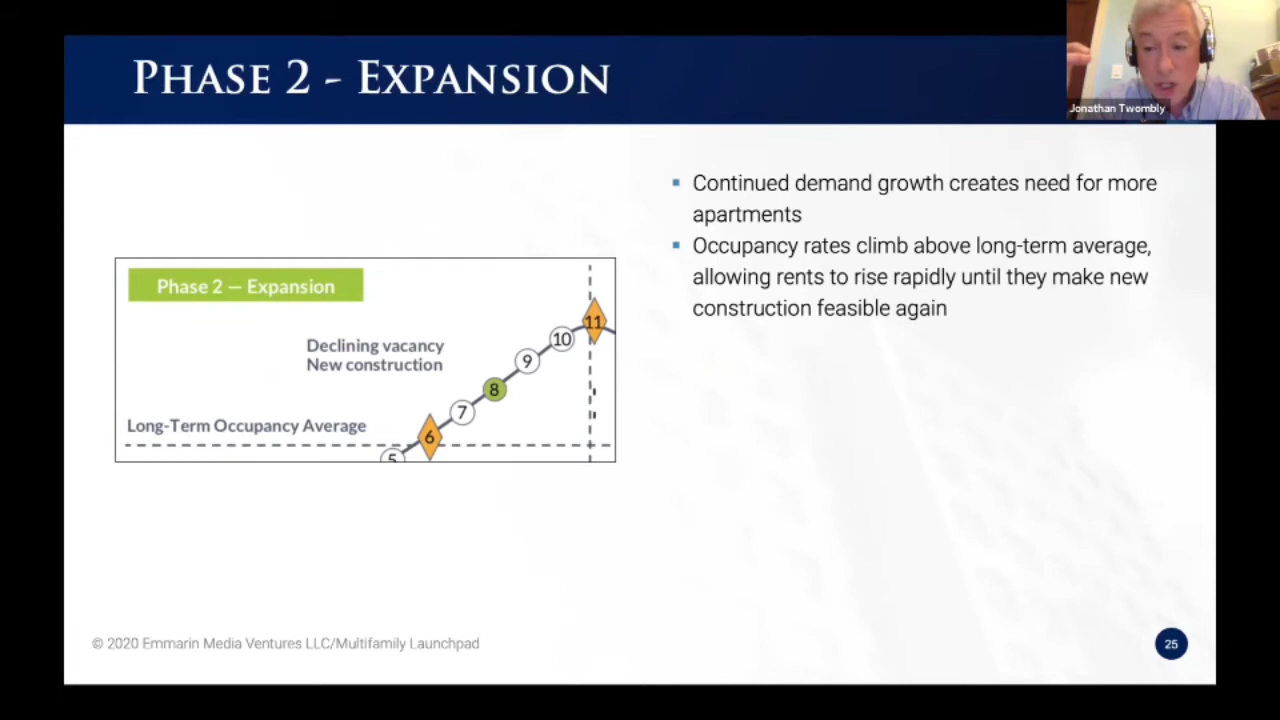 PHASE 2 - EXPANSION
Jonathan Twombly
Continued demand growth creates need for more
apartments
Occupancy rates climb above long-term average,
allowing rents to rise rapidly until they make new
construction feasible again
Phase 2 — Expansion
11
10
Declining vacancy
New construction
9
8
7
Long-Term Occupancy Average
6
5
© 2020 Emmarin Media Ventures LLC/Multifamily Launchpad
25